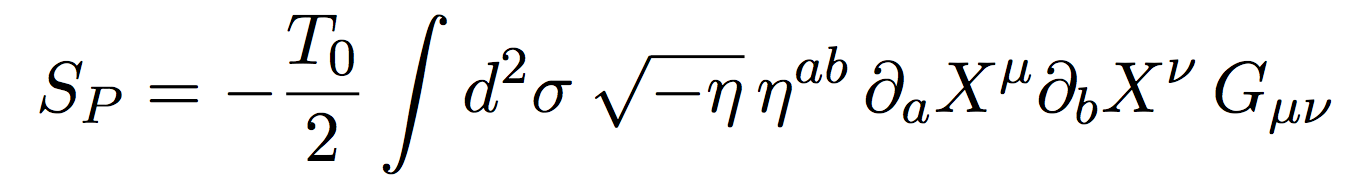 S_P = -\frac{T_0}{2} \int d^2\sigma \sqrt{-\eta} \, \eta^{ab} \, \partial_a X^\mu \partial_b X^\nu \, G_{\mu\nu}